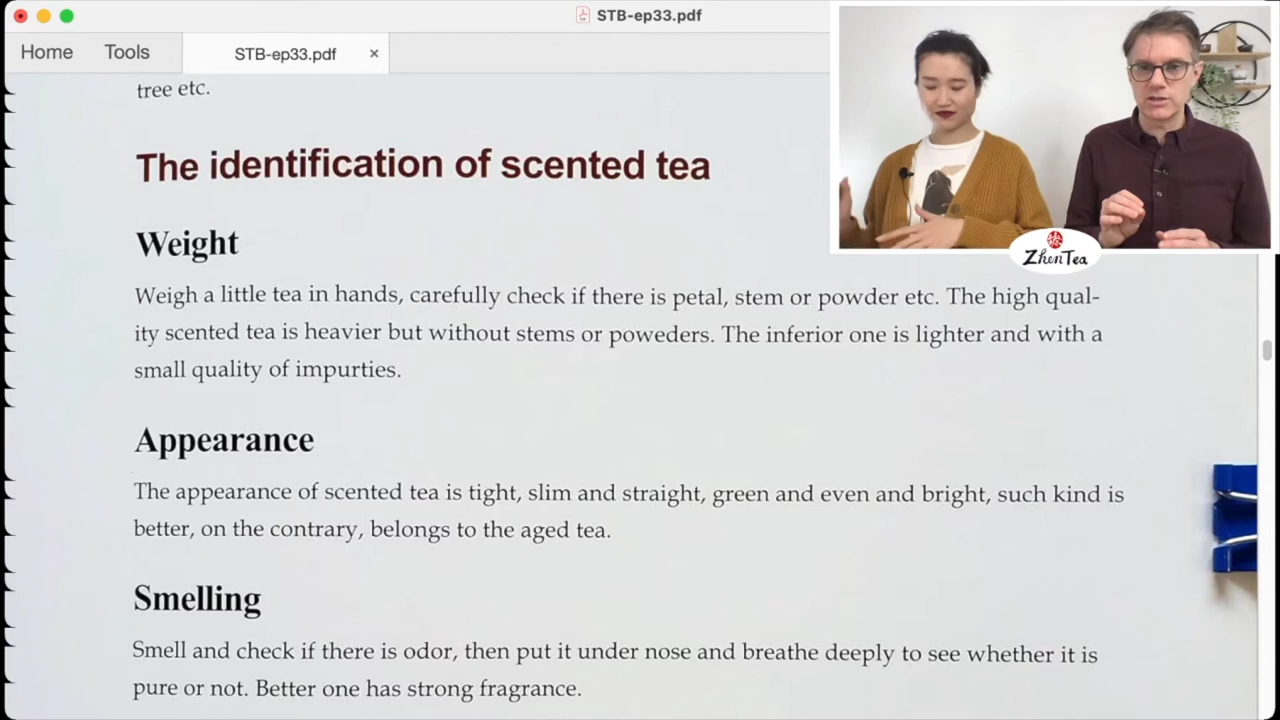 STB-ep33.pdf
Home
Tools
STB-ep33.pdf
tree etc.
The identification of scented tea
Weight
Weigh a little tea in hands, carefully check if there is petal, stem or powder etc. The high qual-
ity scented tea is heavier but without stems or poweders. The inferior one is lighter and with a
small quality of impurties.
Appearance
The appearance of scented tea is tight, slim and straight, green and even and bright, such kind is
better, on the contrary, belongs to the aged tea.
Smelling
Smell and check if there is odor, then put it under nose and breathe deeply to see whether it is
pure or not. Better one has strong fragrance.
Zhen Tea